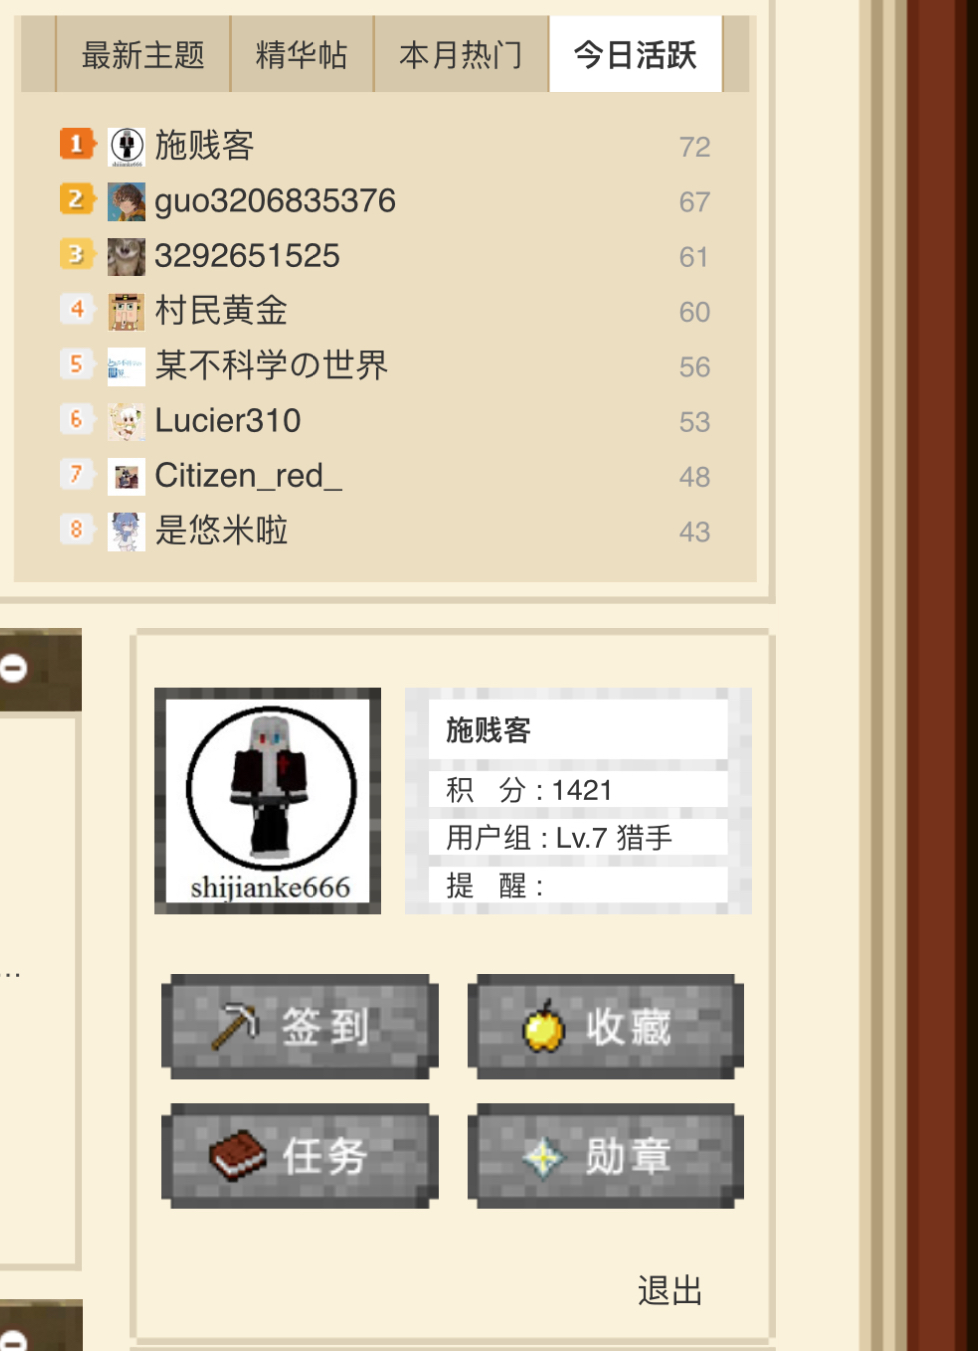 最新主题 精华帖 本月热门 今日活跃
1 施贱客 72
2 guo3206835376 67
3 3292651525 61
4 村民黄金 60
5 某不科学の世界 56
6 Lucier310 53
7 Citizen_red_ 48
8 是悠米啦 43
施贱客
积 分 : 1421
用户组 : Lv.7 猎手
提 醒 :
shijianke666
...
签到 收藏
任务 勋章
退出